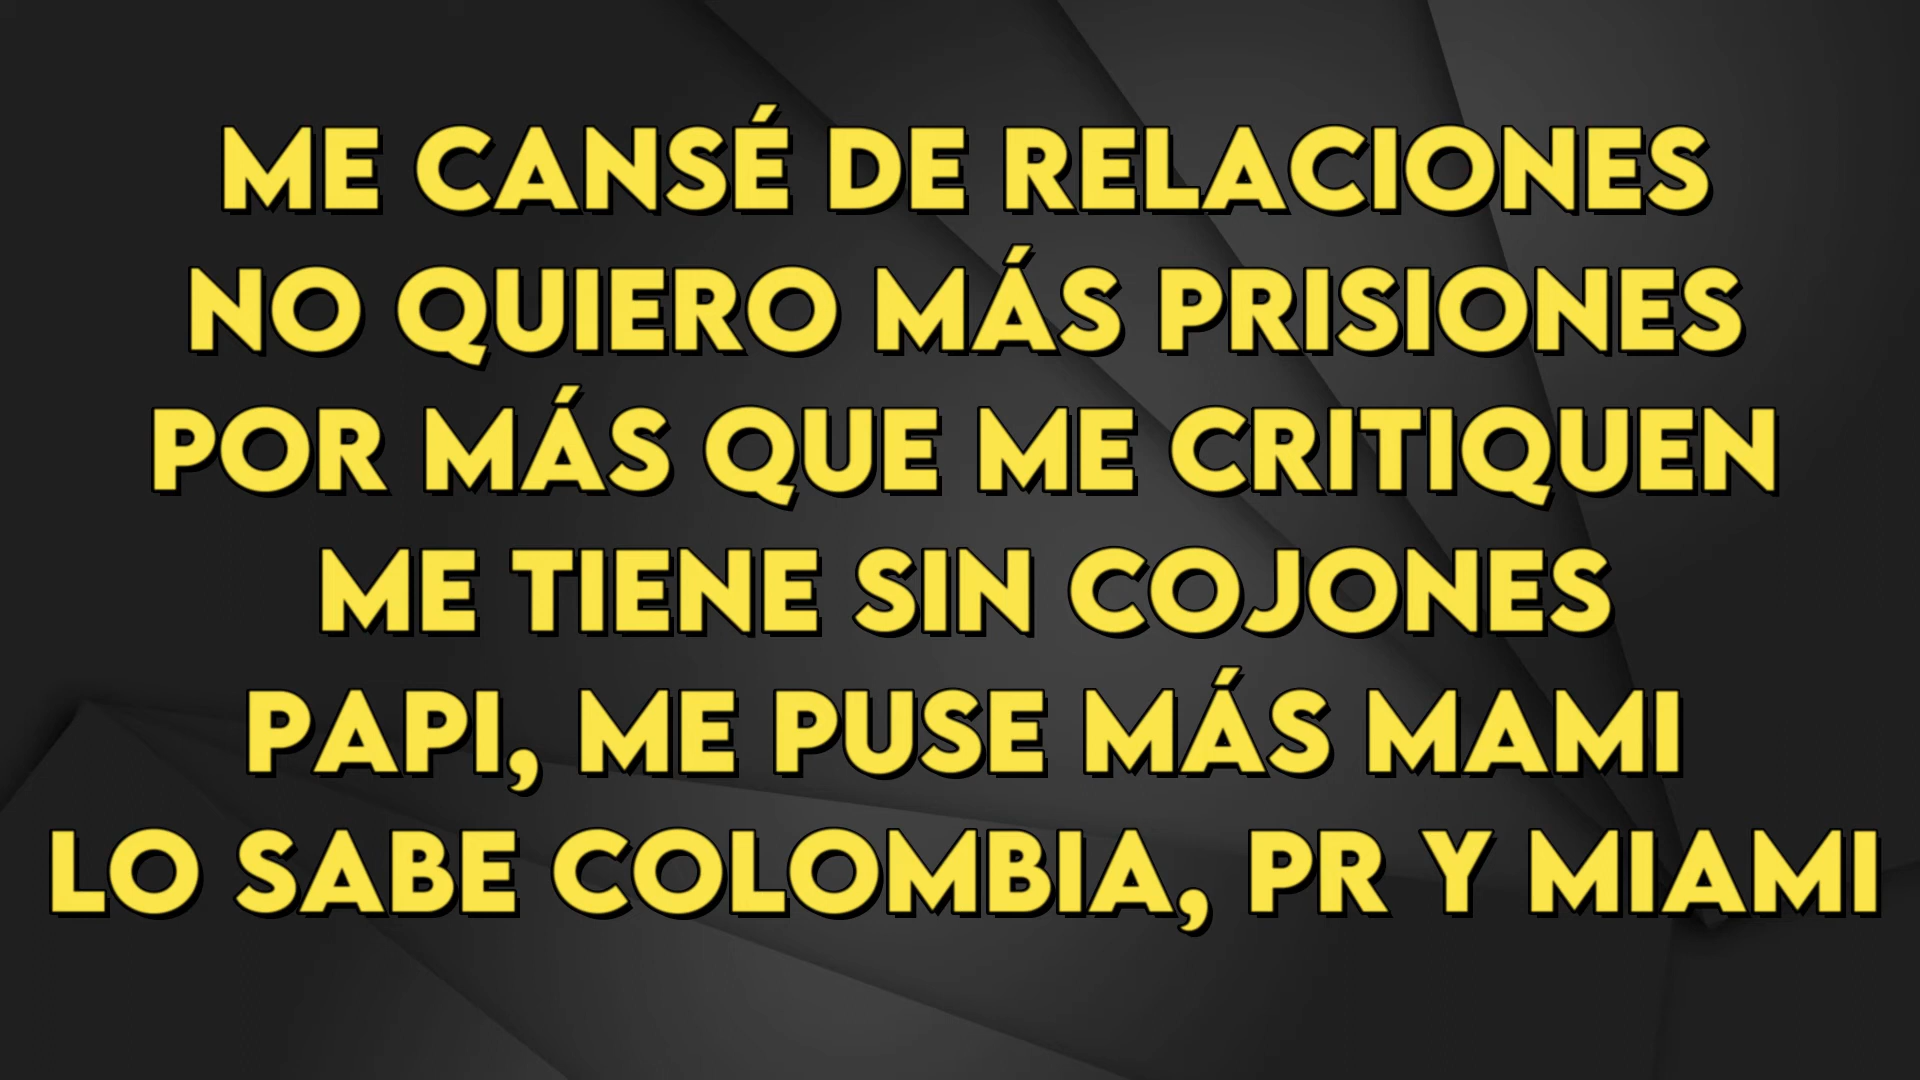 ME CANSÉ DE RELACIONES
NO QUIERO MÁS PRISIONES
POR MÁS QUE ME CRITIQUEN
ME TIENE SIN COJONES
PAPI, ME PUSE MÁS MAMI
LO SABE COLOMBIA, PR Y MIAMI